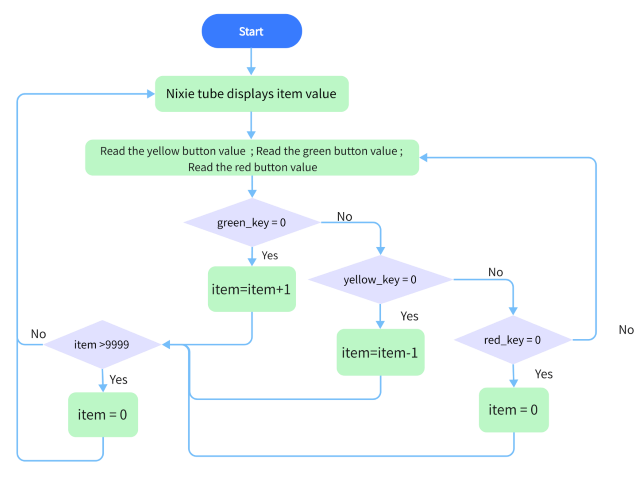 Start
Nixie tube displays item value
Read the yellow button value ; Read the green button value ;
Read the red button value
green_key = 0
No
Yes
item=item+1
yellow_key = 0
No
Yes
item=item-1
red_key = 0
No
Yes
item = 0
item >9999
No
Yes
item = 0